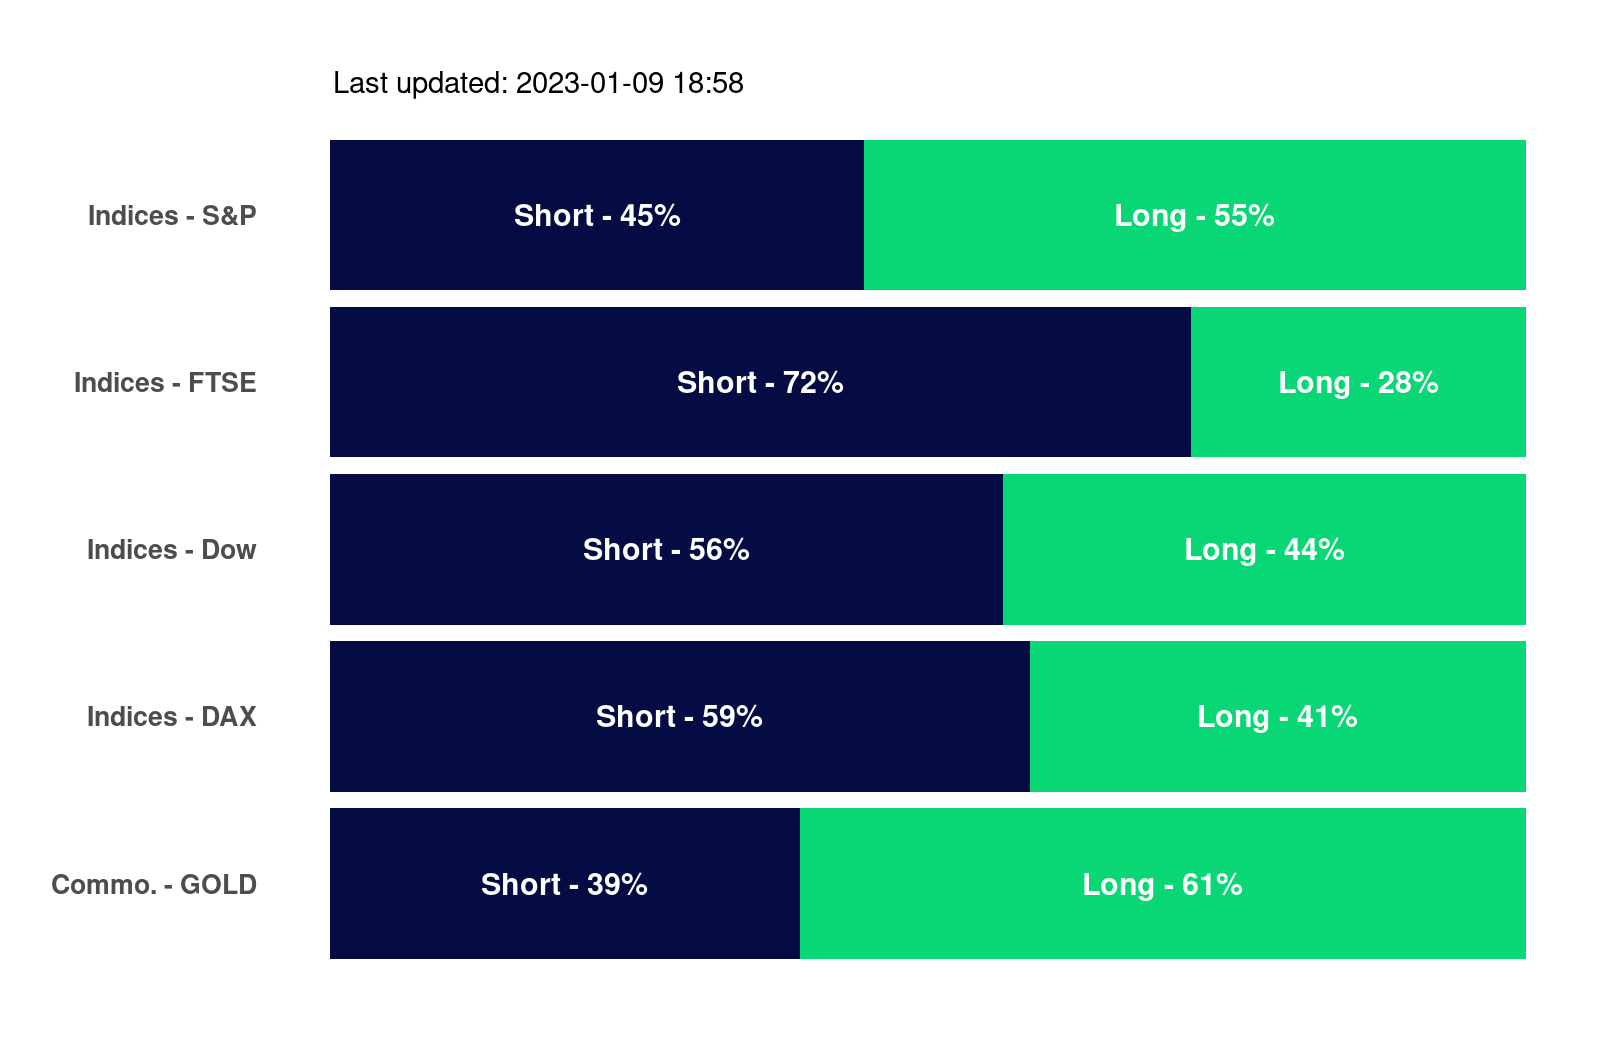 Last updated: 2023-01-09 18:58
Indices - S&P Short - 45% Long - 55%
Indices - FTSE Short - 72% Long - 28%
Indices - Dow Short - 56% Long - 44%
Indices - DAX Short - 59% Long - 41%
Commo. - GOLD Short - 39% Long - 61%